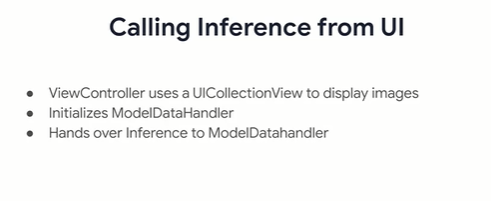 Calling Inference from UI
● ViewController uses a UICollectionView to display images
● Initializes ModelDataHandler
● Hands over Inference to ModelDatahandler